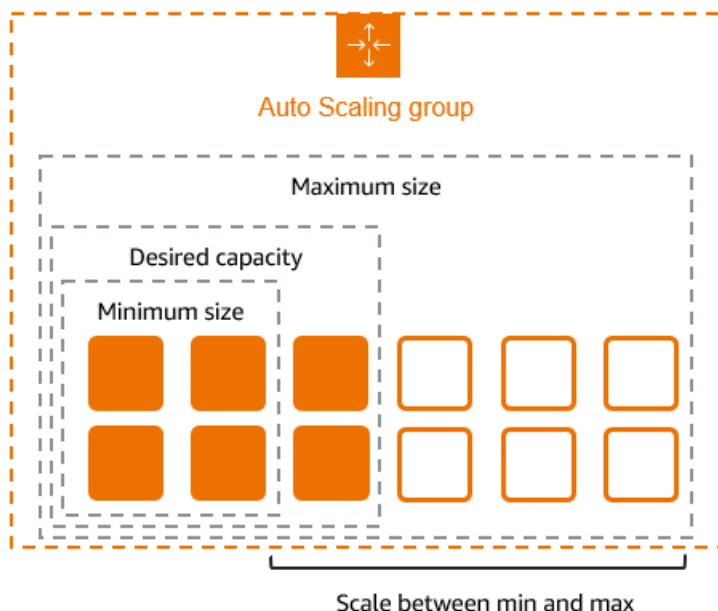 Auto Scaling group
Maximum size
Desired capacity
Minimum size
Scale between min and max